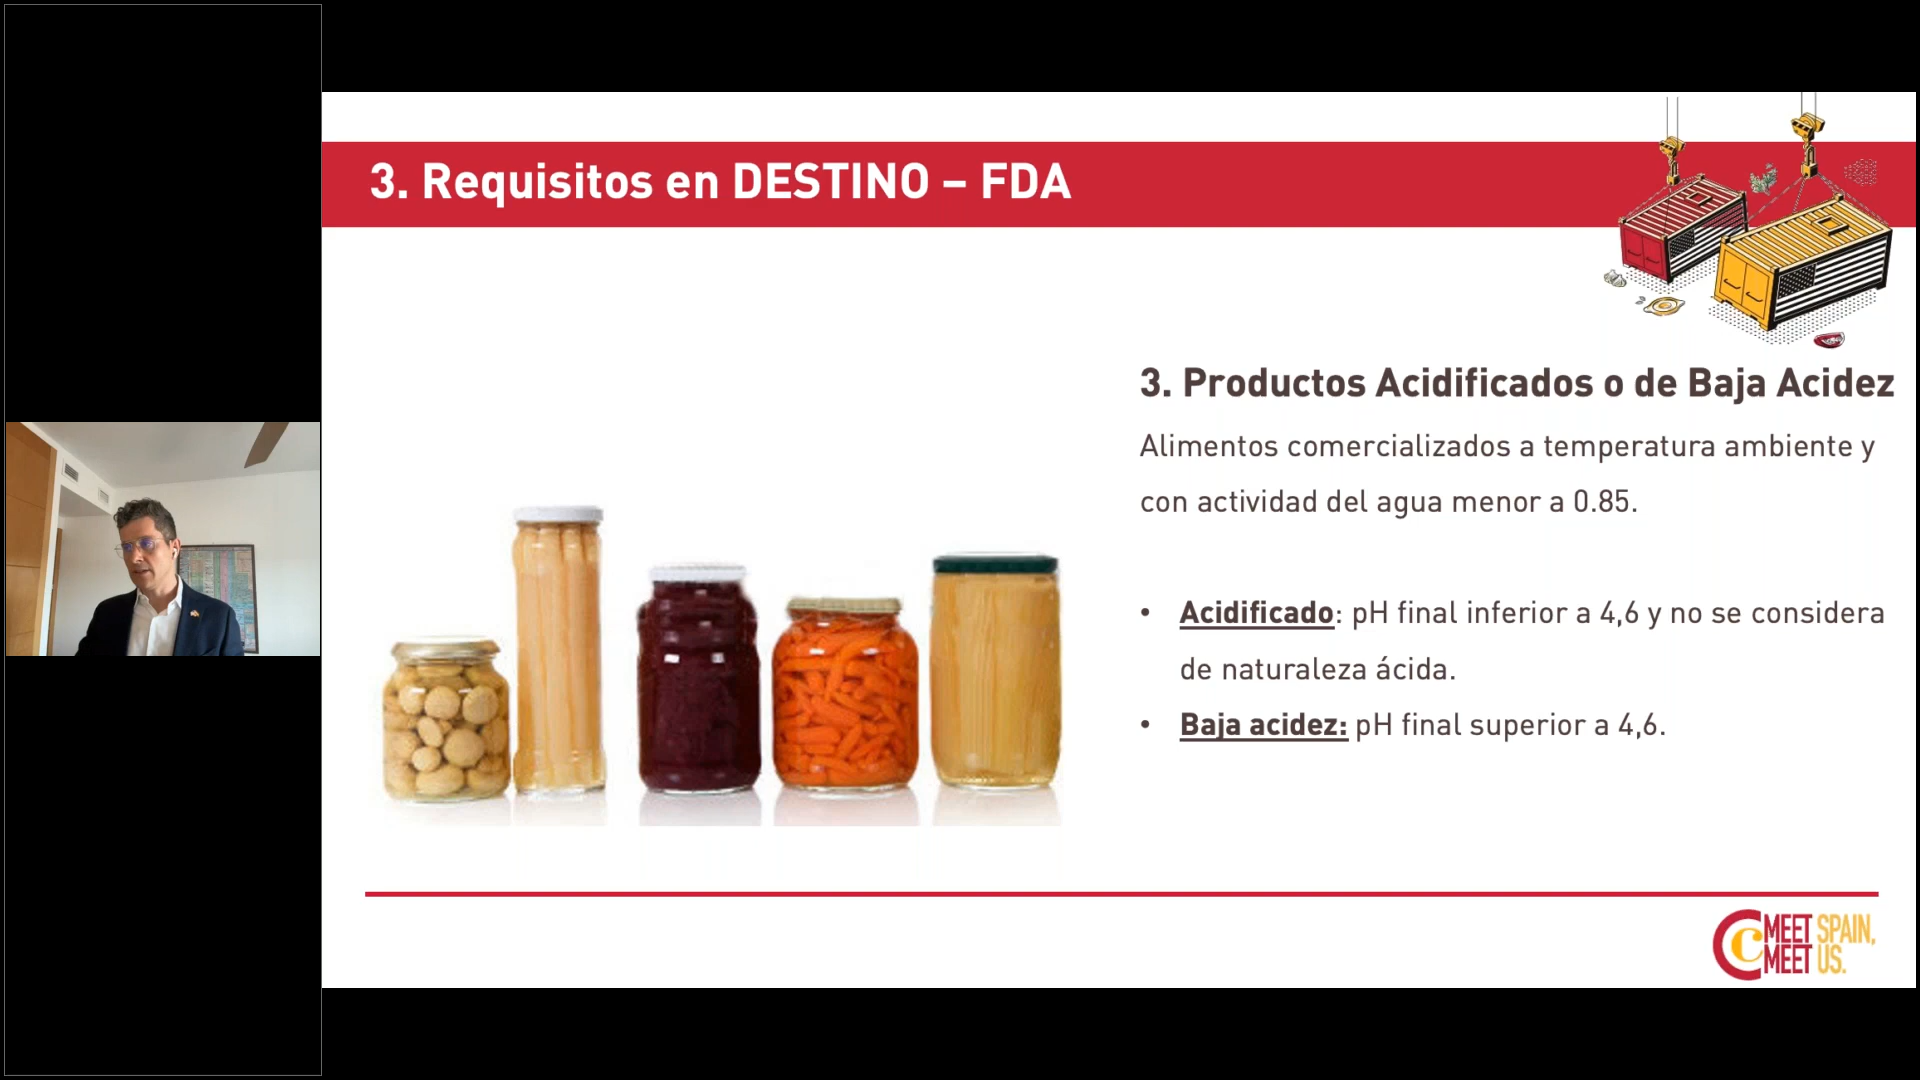 3. Requisitos en DESTINO – FDA
3. Productos Acidificados o de Baja Acidez
Alimentos comercializados a temperatura ambiente y
con actividad del agua menor a 0.85.
• Acidificado: pH final inferior a 4,6 y no se considera
de naturaleza ácida.
• Baja acidez: pH final superior a 4,6.
MEET SPAIN,
MEET US.